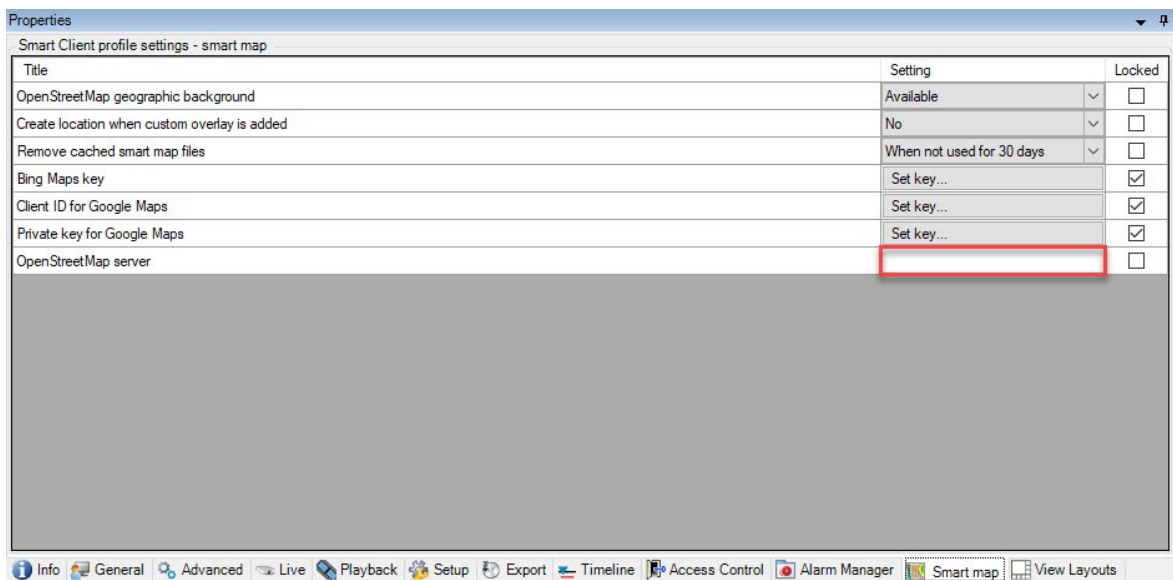 Properties
Smart Client profile settings - smart map
Title Setting Locked
OpenStreetMap geographic background Available
Create location when custom overlay is added No
Remove cached smart map files When not used for 30 days
Bing Maps key Set key...
Client ID for Google Maps Set key...
Private key for Google Maps Set key...
OpenStreetMap server
Info General Advanced Live Playback Setup Export Timeline Access Control Alarm Manager Smart map View Layouts